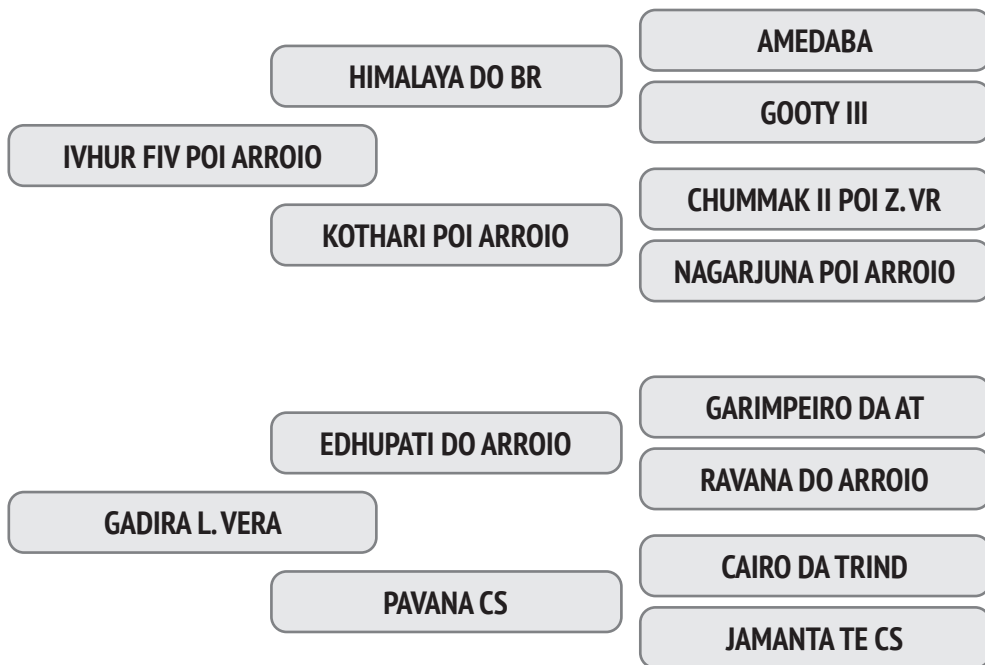 AMEDABA
HIMALAYA DO BR
GOOTY III
IVHUR FIV POI ARROIO
CHUMMAK II POI Z. VR
KOTHARI POI ARROIO
NAGARJUNA POI ARROIO
GARIMPEIRO DA AT
EDHUPATI DO ARROIO
RAVANA DO ARROIO
GADIRA L. VERA
CAIRO DA TRIND
PAVANA CS
JAMANTA TE CS